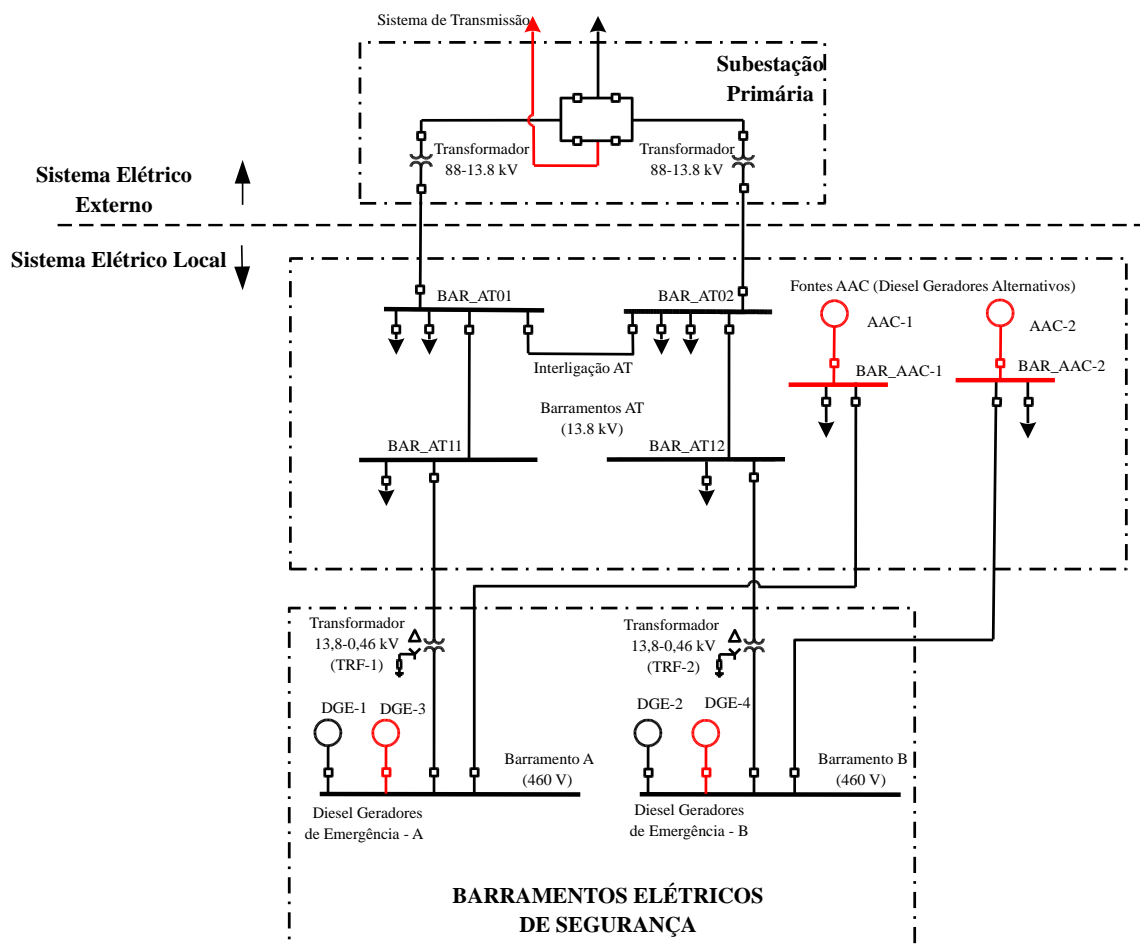 Sistema de Transmissão
Subestação
Primária
Transformador
88-13.8 kV
Transformador
88-13.8 kV
Sistema Elétrico
Externo
Sistema Elétrico Local
BAR_AT01
BAR_AT02
Fontes AAC (Diesel Geradores Alternativos)
AAC-1
AAC-2
Interligação AT
BAR_AAC-1
BAR_AAC-2
Barramentos AT
(13.8 kV)
BAR_AT11
BAR_AT12
Transformador
13,8-0,46 kV
(TRF-1)
Transformador
13,8-0,46 kV
(TRF-2)
DGE-1
DGE-3
DGE-2
DGE-4
Barramento A
(460 V)
Barramento B
(460 V)
Diesel Geradores
de Emergência - A
Diesel Geradores
de Emergência - B
BARRAMENTOS ELÉTRICOS
DE SEGURANÇA